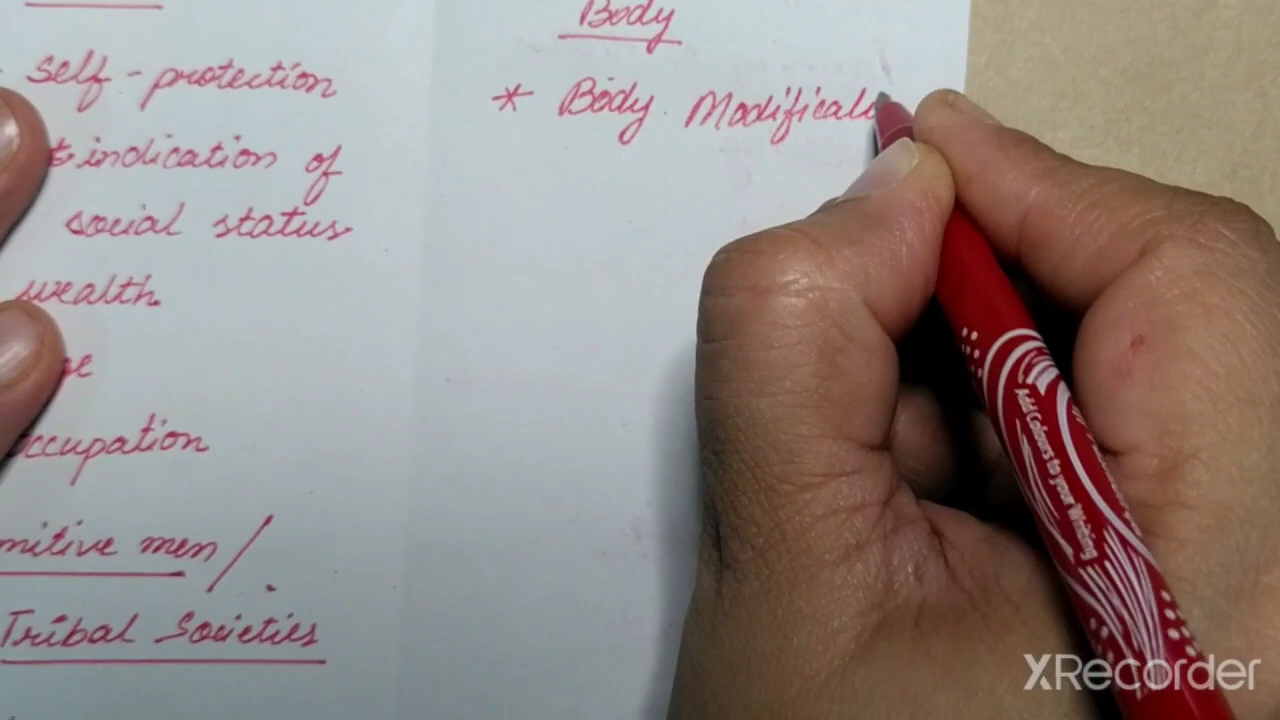 self-protection
indication of
social status
wealth
occupation
mitive men /
Tribal Societies
Body
* Body Modificati
Add Colours to your Writing
XRecorder